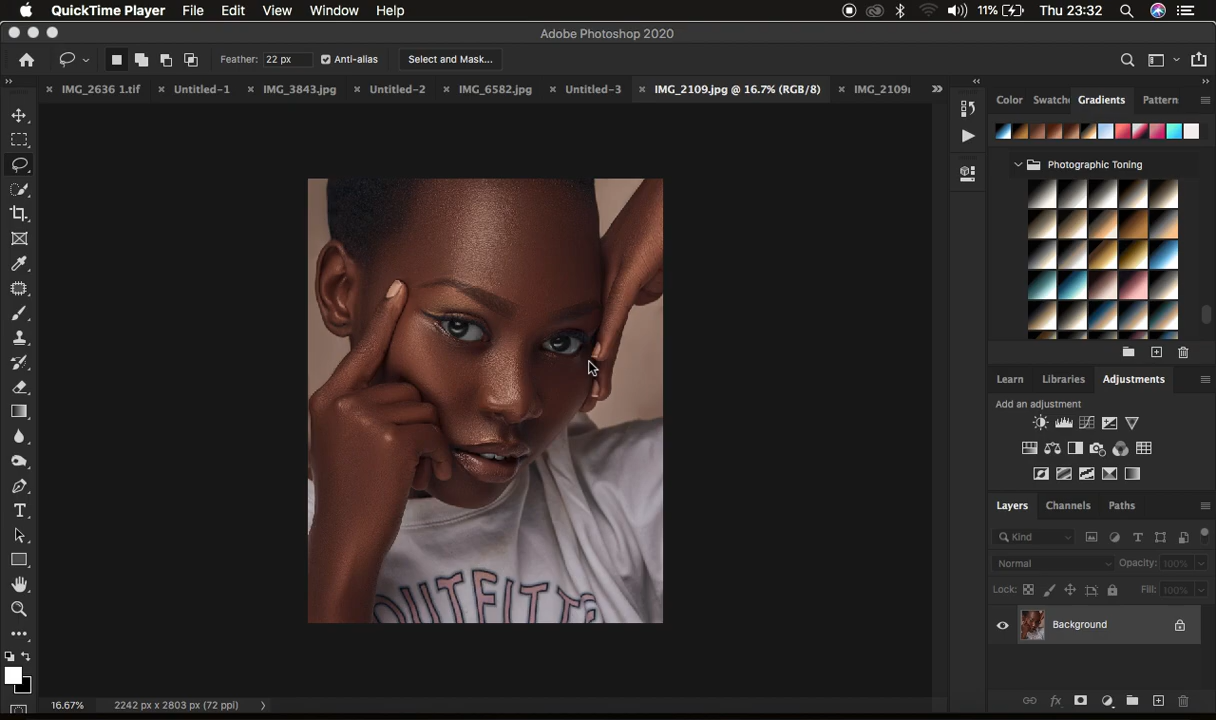 QuickTime Player File Edit View Window Help 11% Thu 23:32
Adobe Photoshop 2020
Feather: 22 px Anti-alias Select and Mask...
IMG_2636 1.tif Untitled-1 IMG_3843.jpg Untitled-2 IMG_6582.jpg Untitled-3 IMG_2109.jpg @ 16.7% (RGB/8)
Color Gradients Pattern
Photographic Toning
Learn Libraries Adjustments
Add an adjustment
Layers Channels Paths
Kind
Normal Opacity: 100%
Lock: Fill: 100%
Background
OUTFITTE
16.67% 2242 px x 2803 px (72 ppi)